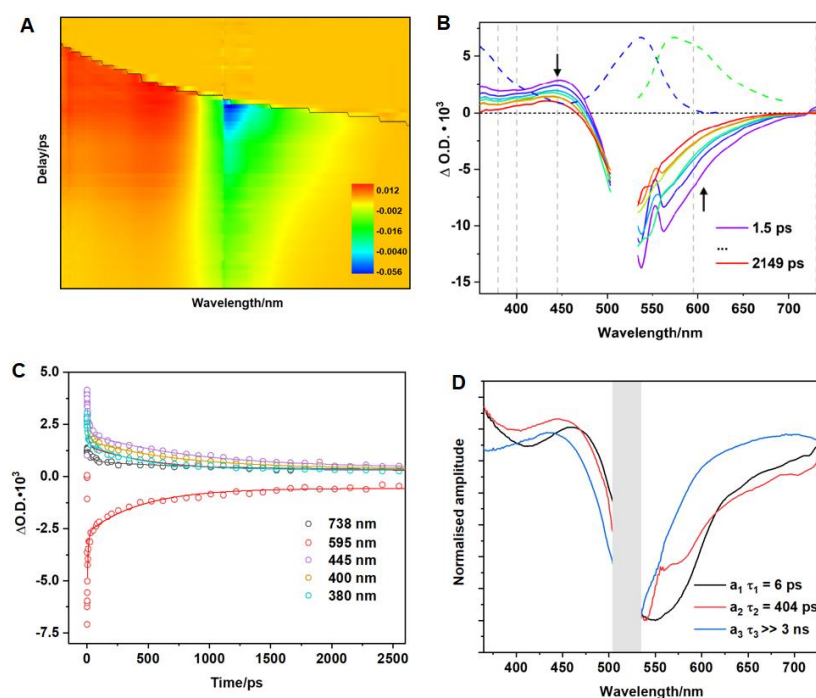 A
Delay/ps
0.012
-0.002
-0.0040
-0.056
Wavelength/nm
B
Δ O.D. • 10³
5
0
-5
-10
-15
1.5 ps
...
2149 ps
400 450 500 550 600 650 700
Wavelength/nm
C
ΔO.D.•10³
5.0
2.5
0.0
-2.5
-5.0
-7.5
738 nm
595 nm
445 nm
400 nm
380 nm
0 500 1000 1500 2000 2500
Time/ps
D
Normalised amplitude
a₁ τ₁ = 6 ps
a₂ τ₂ = 404 ps
a₃ τ₃ >> 3 ns
400 450 500 550 600 650 700
Wavelength/nm